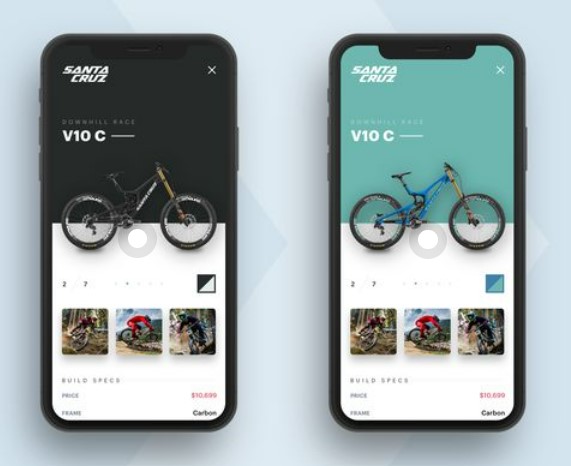 SANTA
CRUZ
DOWNHILL RACE
V10 C
2 / 7
BUILD SPECS
PRICE $10,699
FRAME Carbon
SANTA
CRUZ
DOWNHILL RACE
V10 C
2 / 7
BUILD SPECS
PRICE $10,699
FRAME Carbon